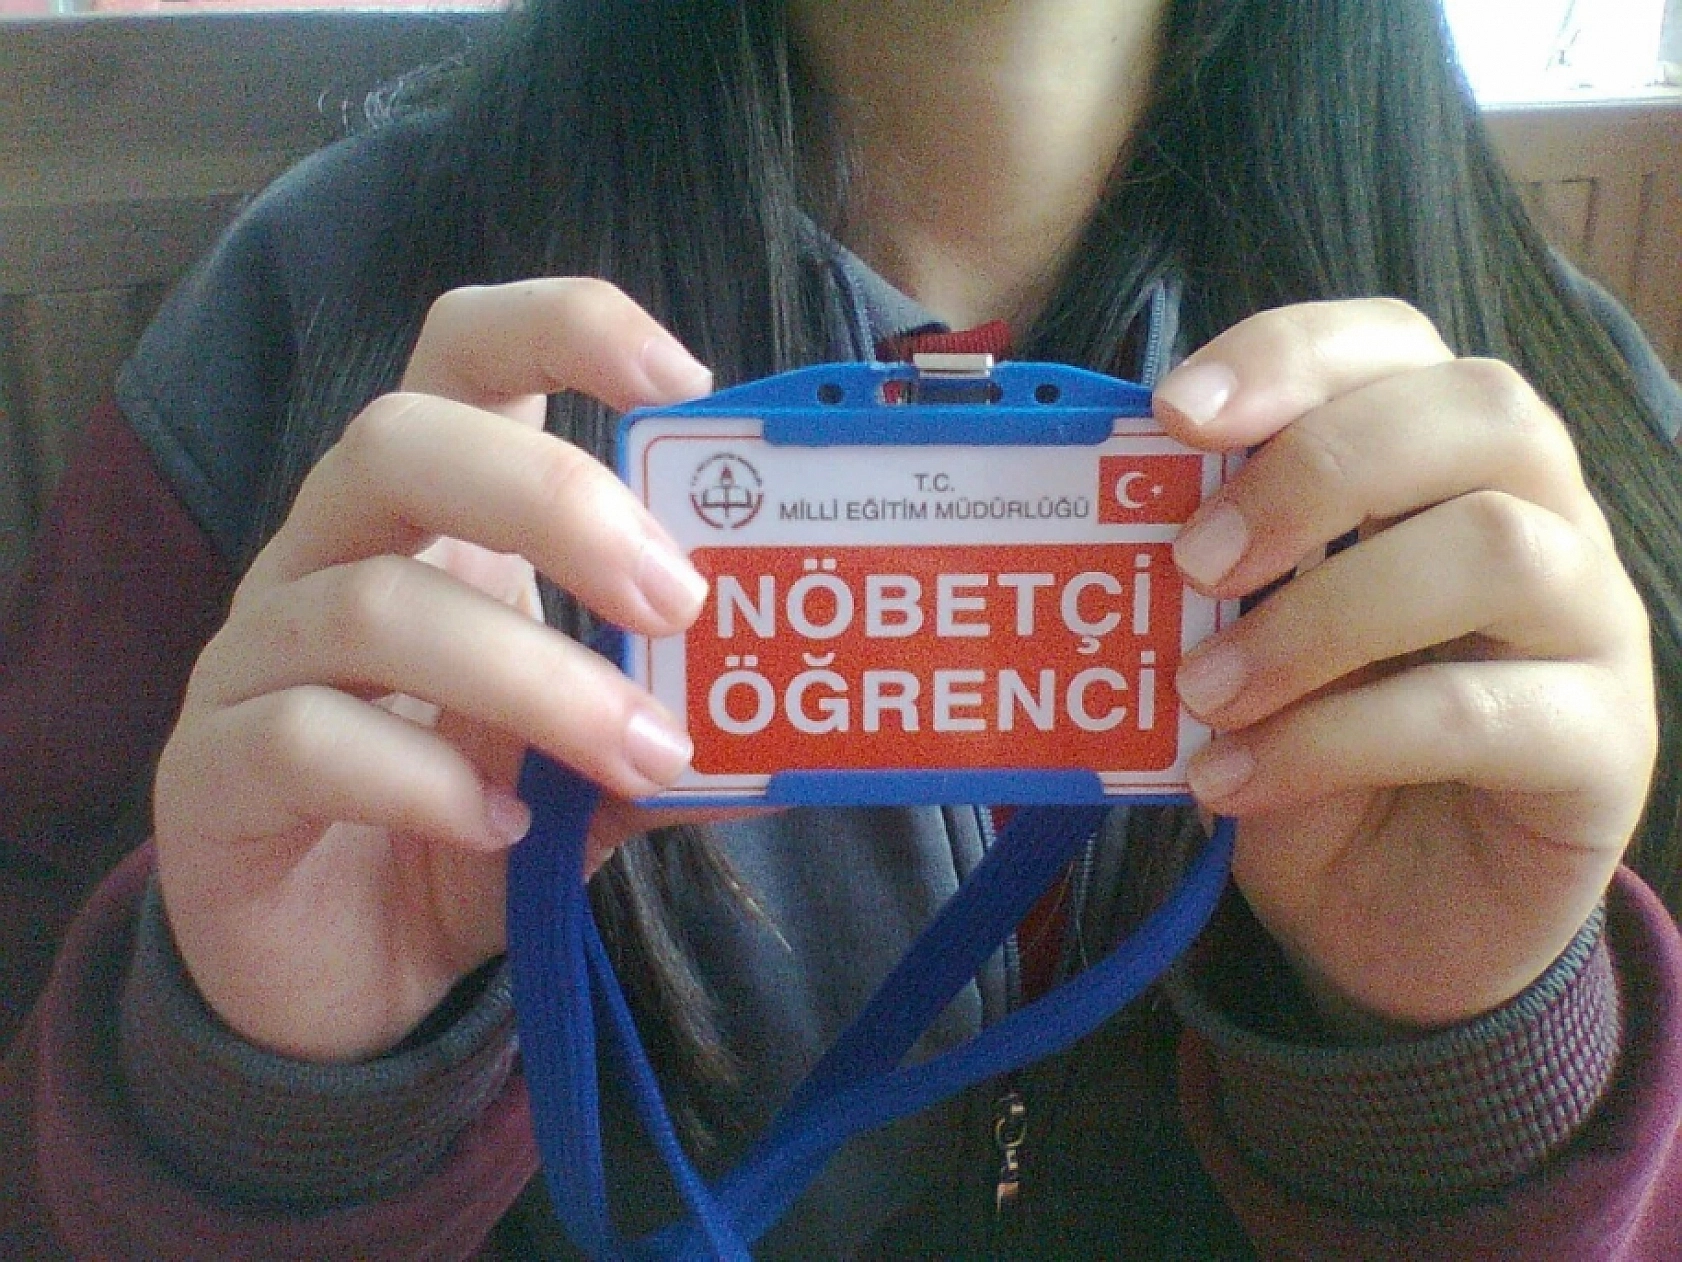 T.C.
MİLLİ EĞİTİM MÜDÜRLÜĞÜ
NÖBETÇİ
ÖĞRENCİ